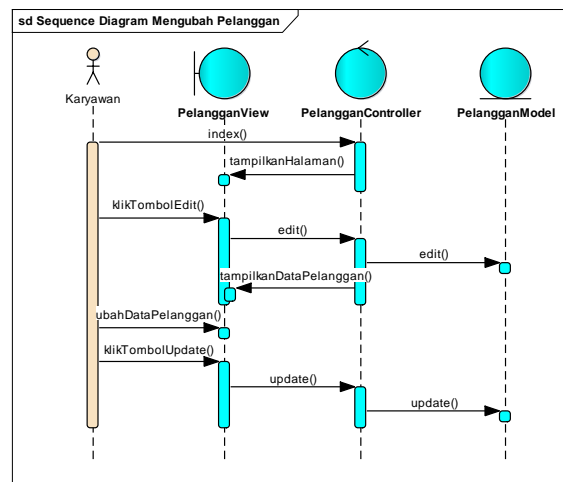 sd Sequence Diagram Mengubah Pelanggan
Karyawan
PelangganView
PelangganController
PelangganModel
index()
tampilkanHalaman()
klikTombolEdit()
edit()
edit()
tampilkanDataPelanggan()
ubahDataPelanggan()
klikTombolUpdate()
update()
update()